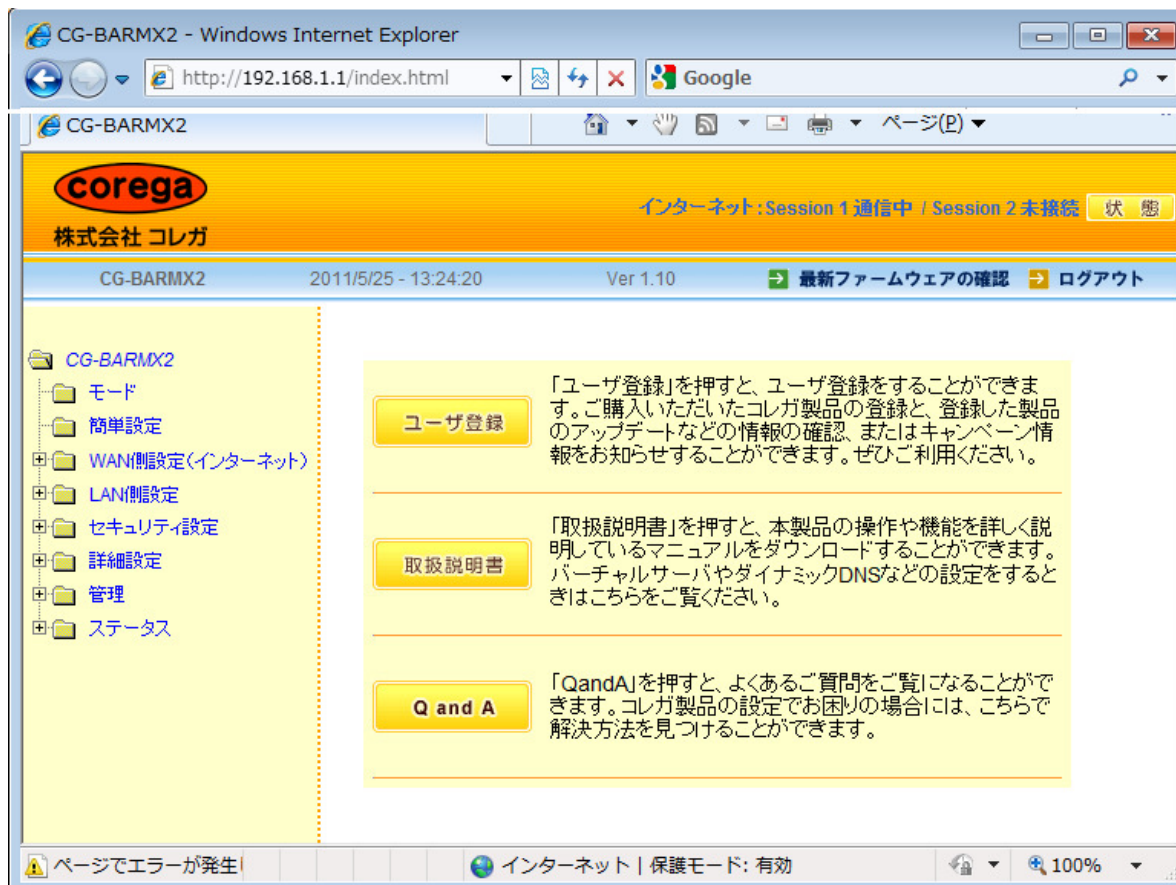 CG-BARMX2 - Windows Internet Explorer
http://192.168.1.1/index.html
Google
CG-BARMX2
ページ(P)
corega
株式会社 コレガ
インターネット:Session 1 通信中 / Session 2 未接続
状 態
CG-BARMX2
2011/5/25 - 13:24:20
Ver 1.10
最新ファームウェアの確認
ログアウト
CG-BARMX2
モード
簡単設定
WAN側設定(インターネット)
LAN側設定
セキュリティ設定
詳細設定
管理
ステータス
ユーザ登録
「ユーザ登録」を押すと、ユーザ登録をすることができま
す。ご購入いただいたコレガ製品の登録と、登録した製品
のアップデートなどの情報の確認、またはキャンペーン情
報をお知らせすることができます。ぜひご利用ください。
取扱説明書
「取扱説明書」を押すと、本製品の操作や機能を詳しく説
明しているマニュアルをダウンロードすることができます。
バーチャルサーバやダイナミックDNSなどの設定をすると
きはこちらをご覧ください。
Q and A
「QandA」を押すと、よくあるご質問をご覧になることがで
きます。コレガ製品の設定でお困りの場合には、こちらで
解決方法を見つけることができます。
ページでエラーが発生し
インターネット | 保護モード: 有効
100%